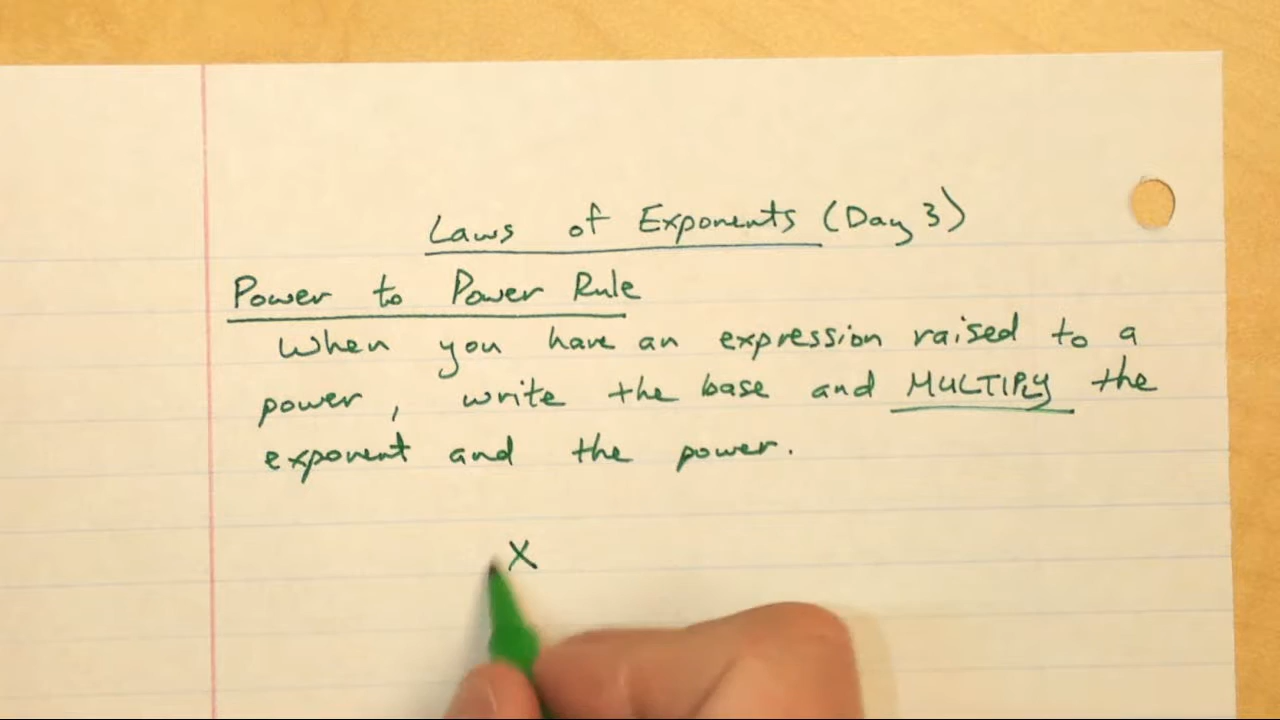 Laws of Exponents (Day 3)
Power to Power Rule
When you have an expression raised to a
power, write the base and MULTIPLY the
exponent and the power.
X